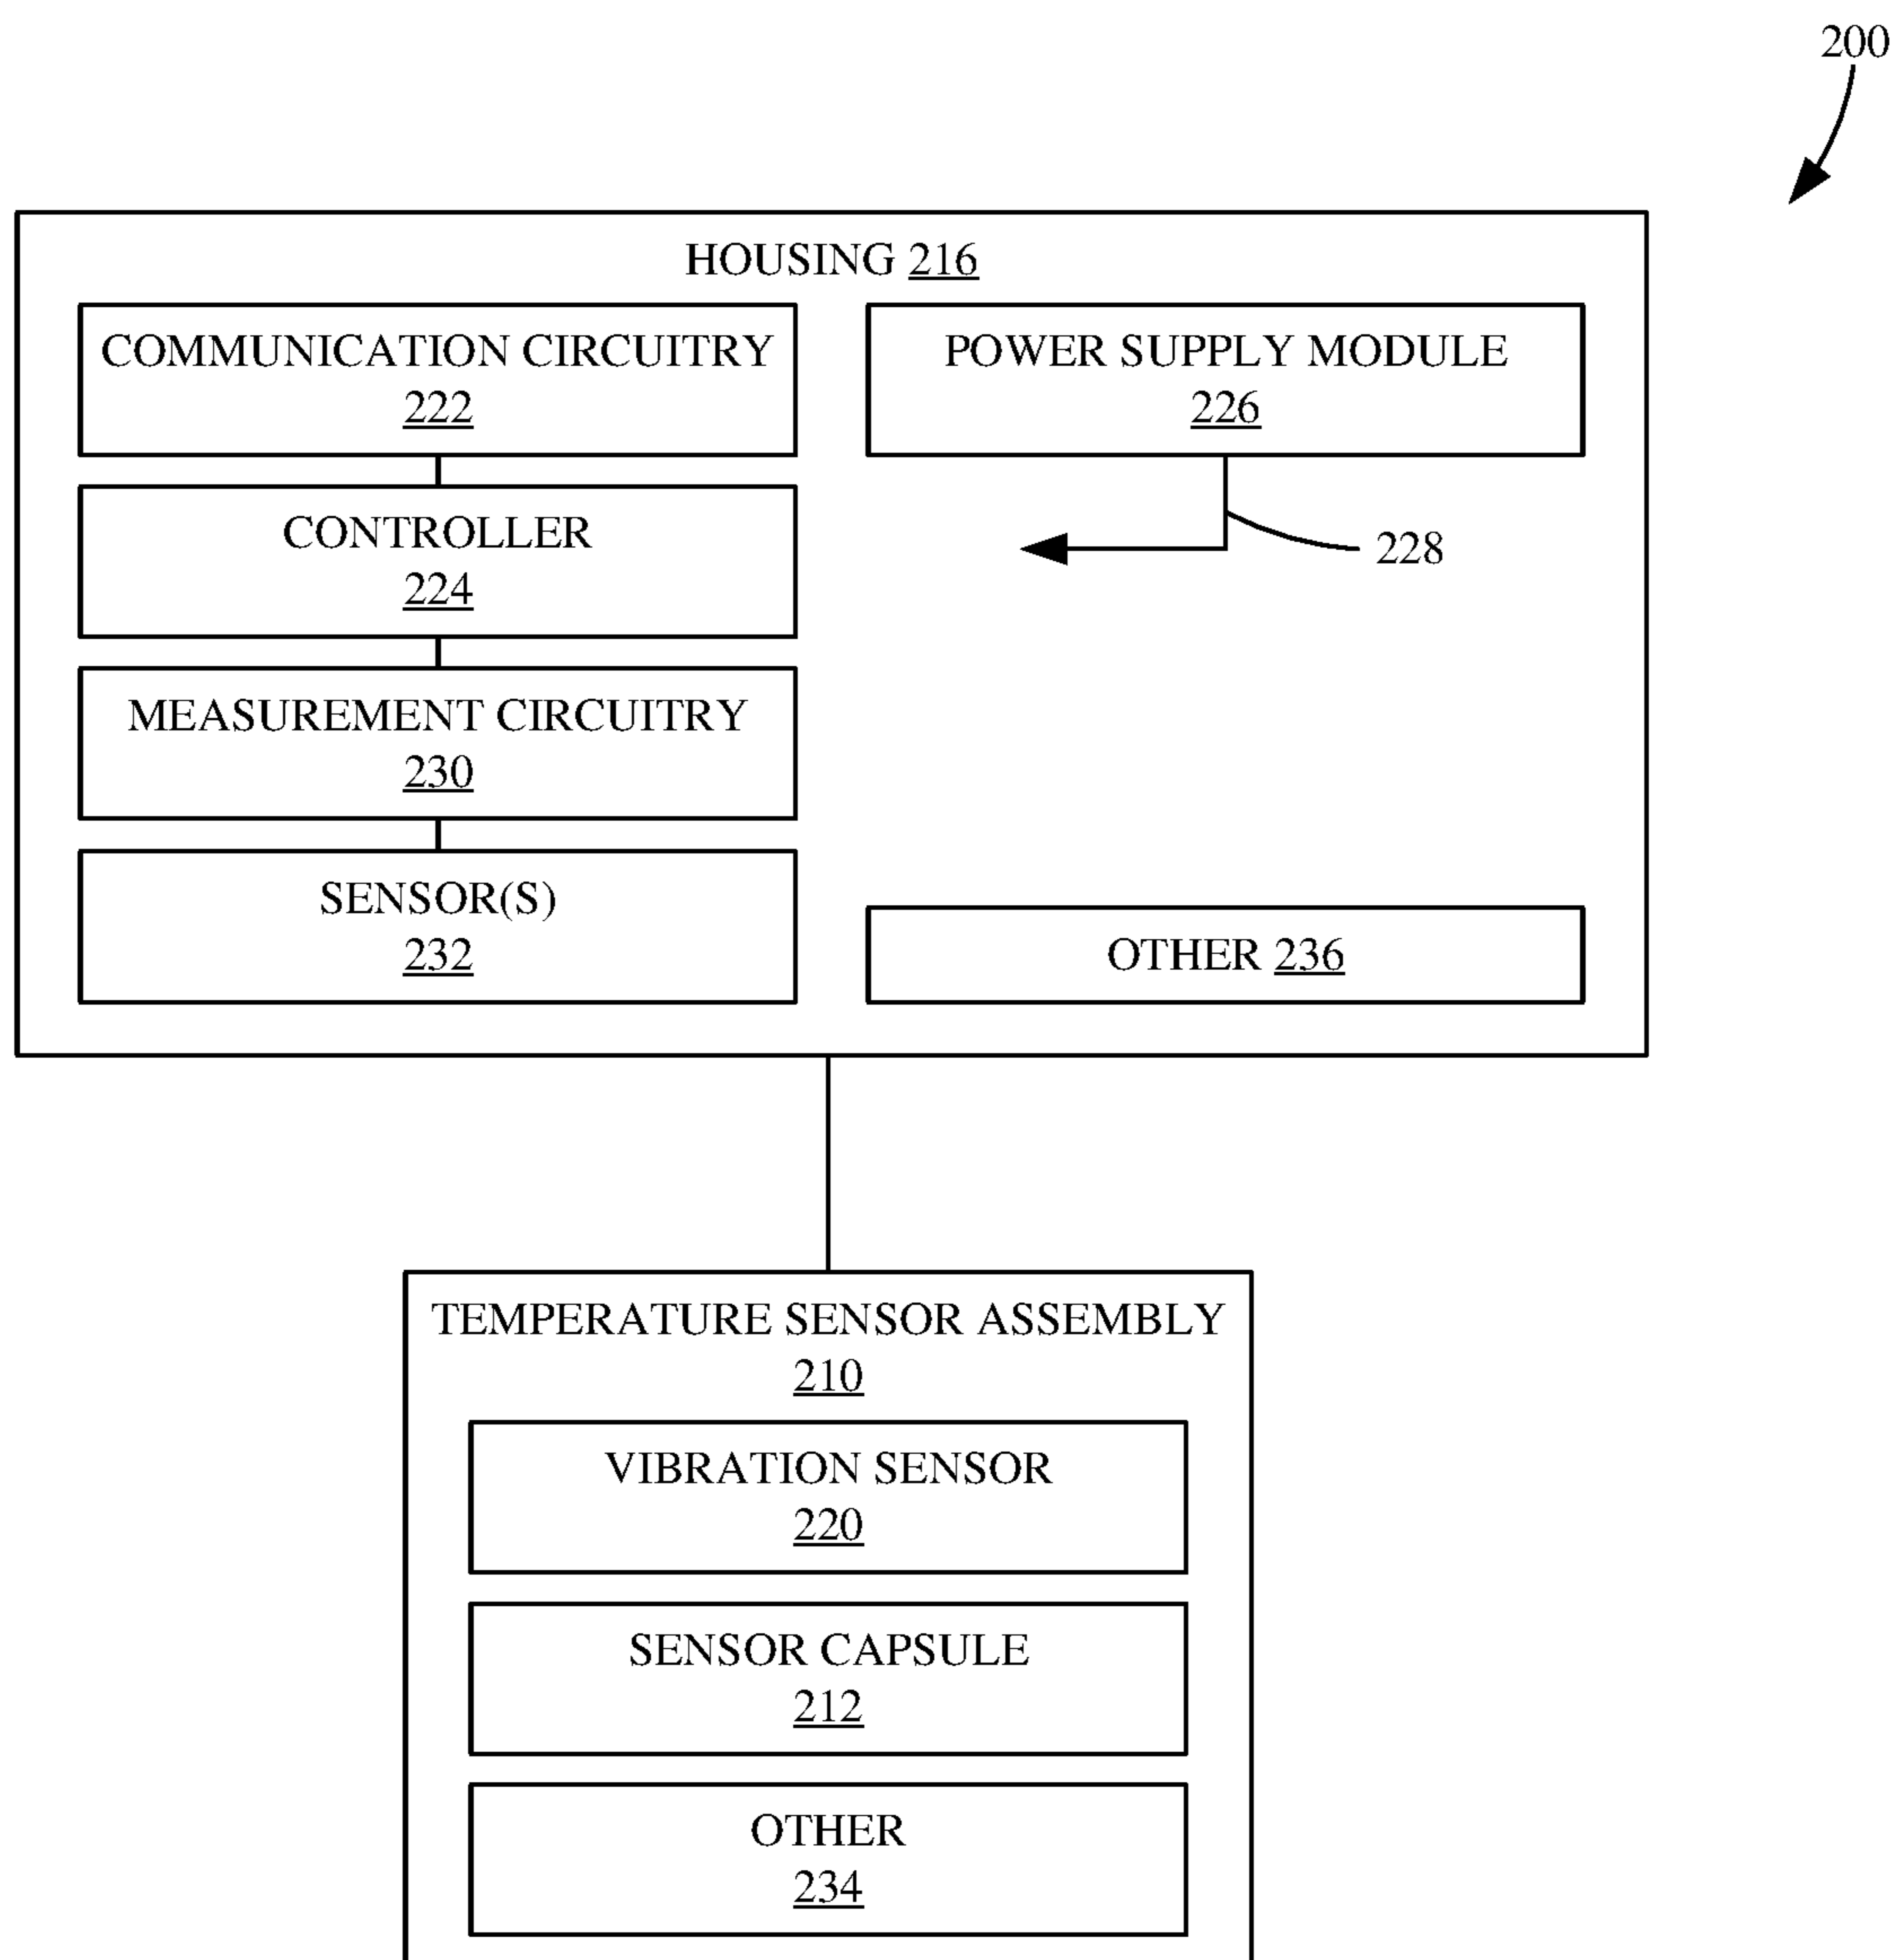 200
HOUSING 216
COMMUNICATION CIRCUITRY
222
POWER SUPPLY MODULE
226
CONTROLLER
224
228
MEASUREMENT CIRCUITRY
230
SENSOR(S)
232
OTHER 236
TEMPERATURE SENSOR ASSEMBLY
210
VIBRATION SENSOR
220
SENSOR CAPSULE
212
OTHER
234